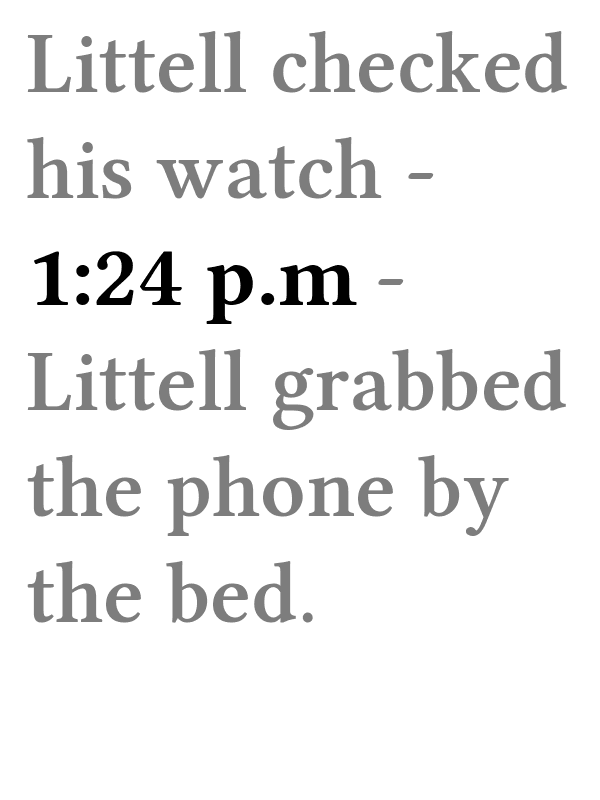 Littell checked
his watch -
1:24 p.m -
Littell grabbed
the phone by
the bed.